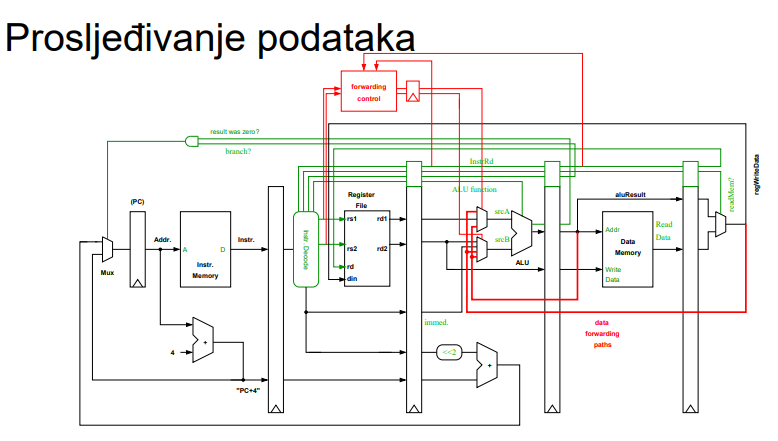 Prosljeđivanje podataka
forwarding
control
result was zero?
branch?
InstrRd
ALU function
(PC)
Register
File
aluResult
readMem?
regWriteData
srcA
srcB
rs1
rd1
rs2
rd2
rd
din
Instr. Decode
Addr.
Instr.
A
D
Instr.
Memory
Mux
ALU
Addr
Read
Data
Data
Memory
Write
Data
immed.
data
forwarding
paths
4
+
<<2
+
"PC+4"